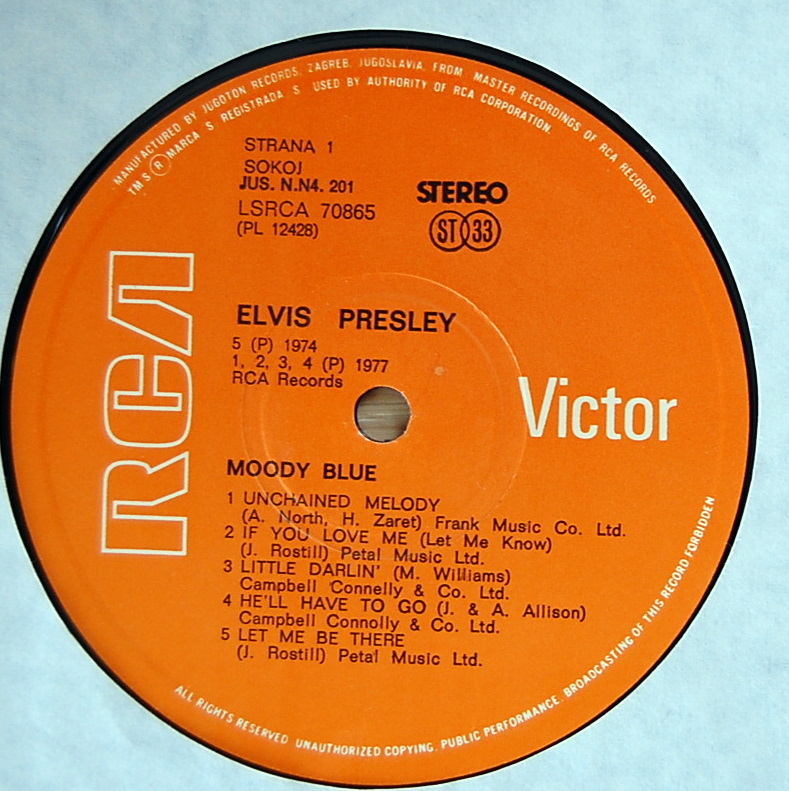 MANUFACTURED BY JUGOTON RECORDS, ZAGREB, JUGOSLAVIA, FROM MASTER RECORDINGS OF RCA RECORDS
TM S ® MARCA S REGISTRADA S USED BY AUTHORITY OF RCA CORPORATION.
STRANA 1
SOKOJ
JUS. N.N4. 201
LSRCA 70865
(PL 12428)
STEREO
ST 33
RCA
ELVIS PRESLEY
5 (P) 1974
1, 2, 3, 4 (P) 1977
RCA Records
Victor
MOODY BLUE
1 UNCHAINED MELODY
(A. North, H. Zaret) Frank Music Co. Ltd.
2 IF YOU LOVE ME (Let Me Know)
(J. Rostill) Petal Music Ltd.
3 LITTLE DARLIN' (M. Williams)
Campbell Connelly & Co. Ltd.
4 HE'LL HAVE TO GO (J. & A. Allison)
Campbell Connolly & Co. Ltd.
5 LET ME BE THERE
(J. Rostill) Petal Music Ltd.
ALL RIGHTS RESERVED UNAUTHORIZED COPYING, PUBLIC PERFORMANCE, BROADCASTING OF THIS RECORD FORBIDDEN